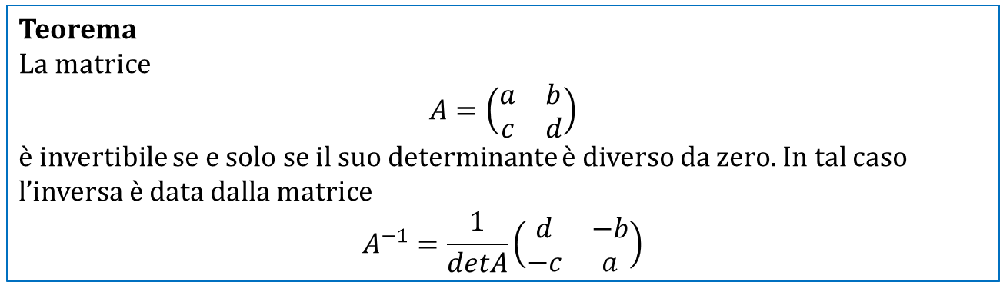 Teorema
La matrice
A = (a b
c d)
è invertibile se e solo se il suo determinante è diverso da zero. In tal caso
l’inversa è data dalla matrice
A⁻¹ = 1/detA (d −b
−c a)